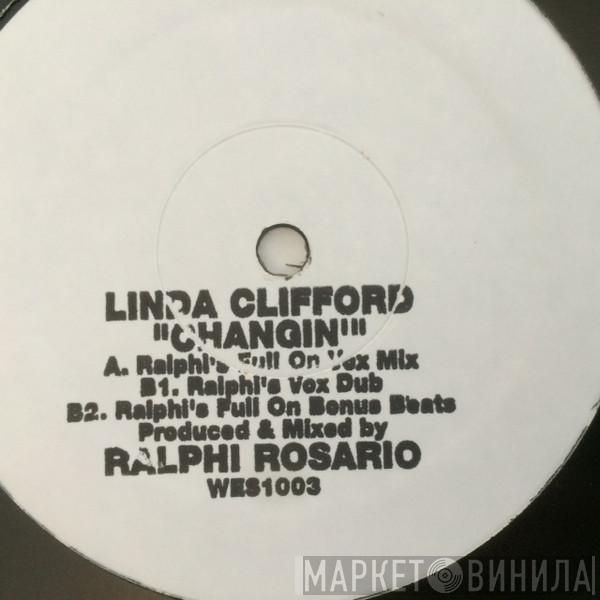 LINDA CLIFFORD
"CHANGIN'"
A. Ralphi's Full On Vox Mix
B1. Ralphi's Vox Dub
B2. Ralphi's Full On Bonus Beats
Produced & Mixed by
RALPHI ROSARIO
WES1003
МАРКЕТ ВИНИЛА